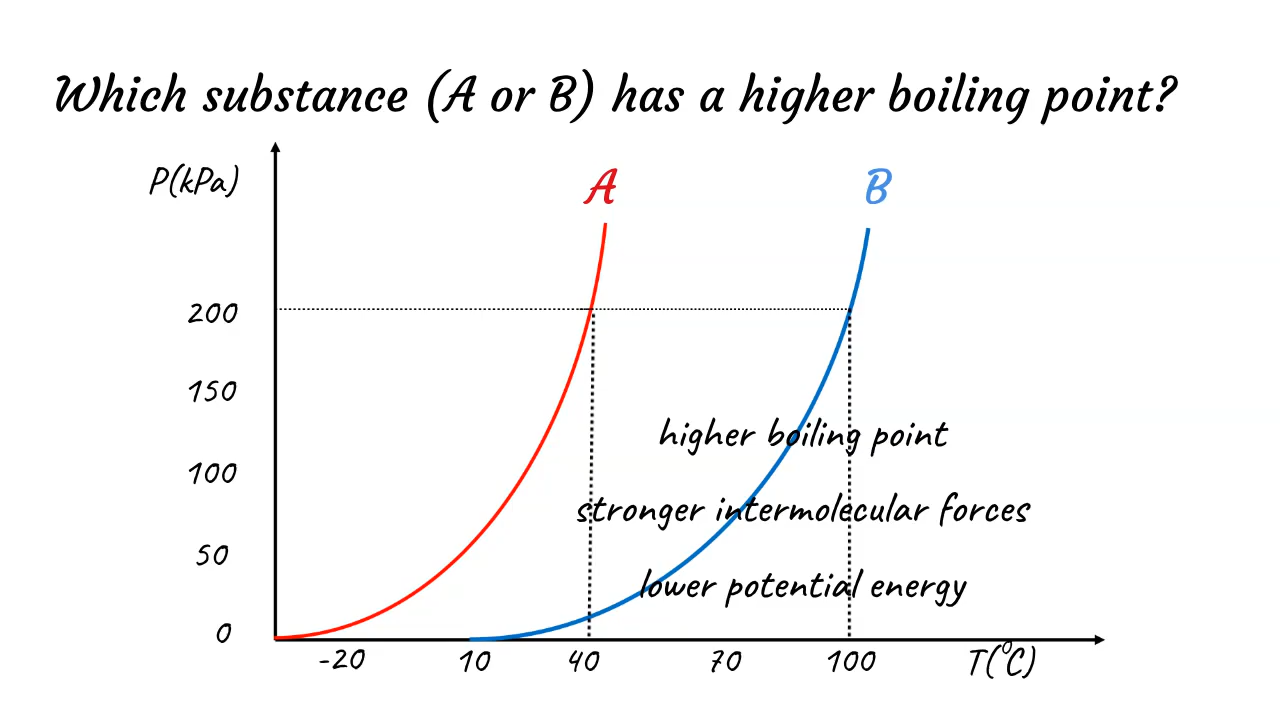 Which substance (A or B) has a higher boiling point?
P(kPa)
A
B
200
150
higher boiling point
100
stronger intermolecular forces
50
lower potential energy
0
-20 10 40 70 100 T(°C)